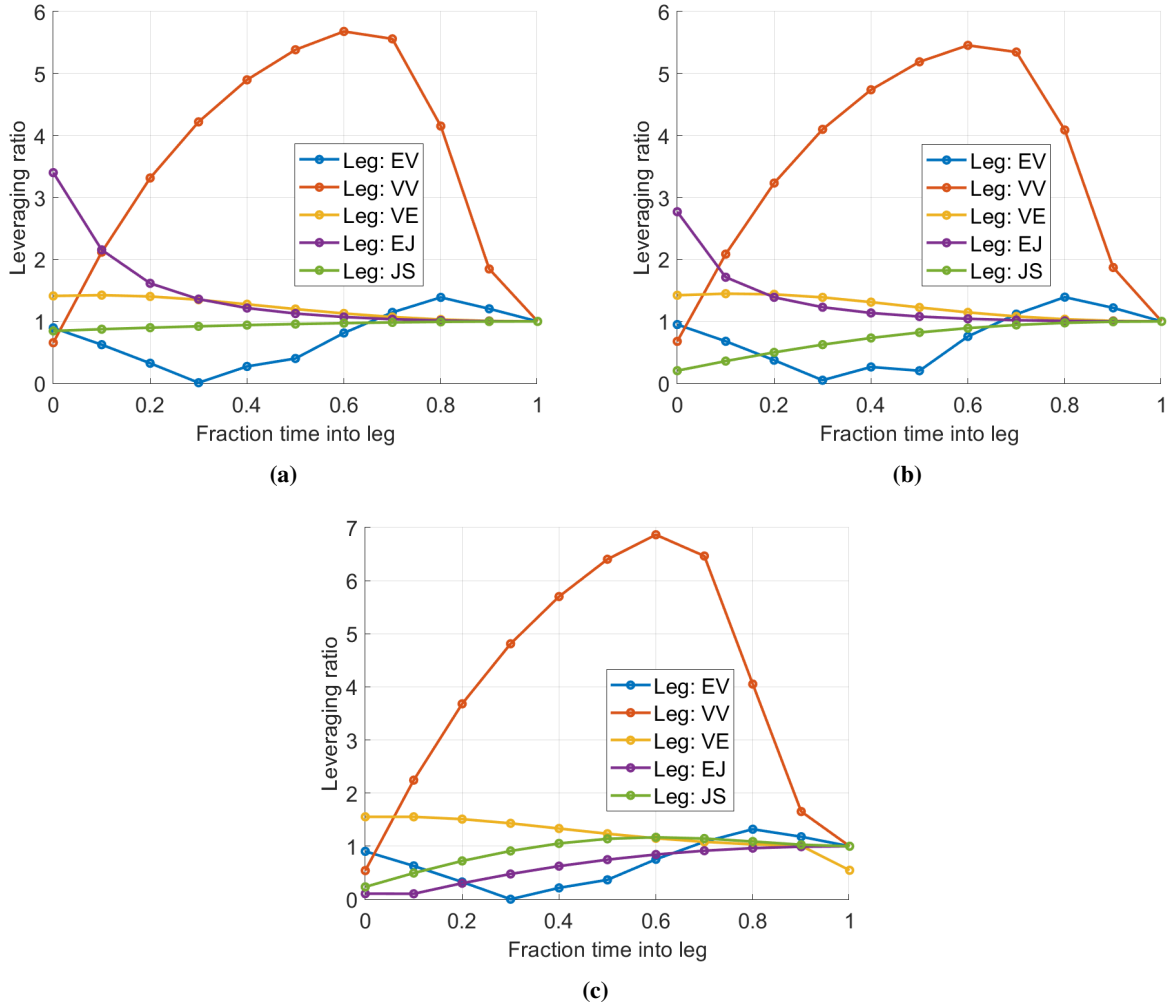 6
5
4
3
2
1
0
Leveraging ratio
Leg: EV
Leg: VV
Leg: VE
Leg: EJ
Leg: JS
0 0.2 0.4 0.6 0.8 1
Fraction time into leg
(a)
6
5
4
3
2
1
0
Leveraging ratio
Leg: EV
Leg: VV
Leg: VE
Leg: EJ
Leg: JS
0 0.2 0.4 0.6 0.8 1
Fraction time into leg
(b)
7
6
5
4
3
2
1
0
Leveraging ratio
Leg: EV
Leg: VV
Leg: VE
Leg: EJ
Leg: JS
0 0.2 0.4 0.6 0.8 1
Fraction time into leg
(c)